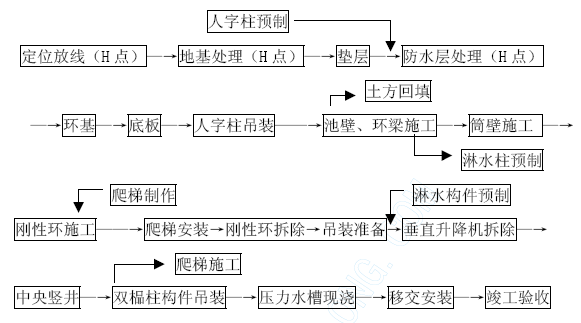 人字柱预制
定位放线(H 点) 地基处理(H 点) 垫层 防水层处理(H 点)
土方回填
环基 底板 人字柱吊装 池壁、环梁施工 筒壁施工
淋水柱预制
爬梯制作 淋水构件预制
刚性环施工 爬梯安装 刚性环拆除 吊装准备 垂直升降机拆除
爬梯施工
中央竖井 双榀柱构件吊装 压力水槽现浇 移交安装 竣工验收